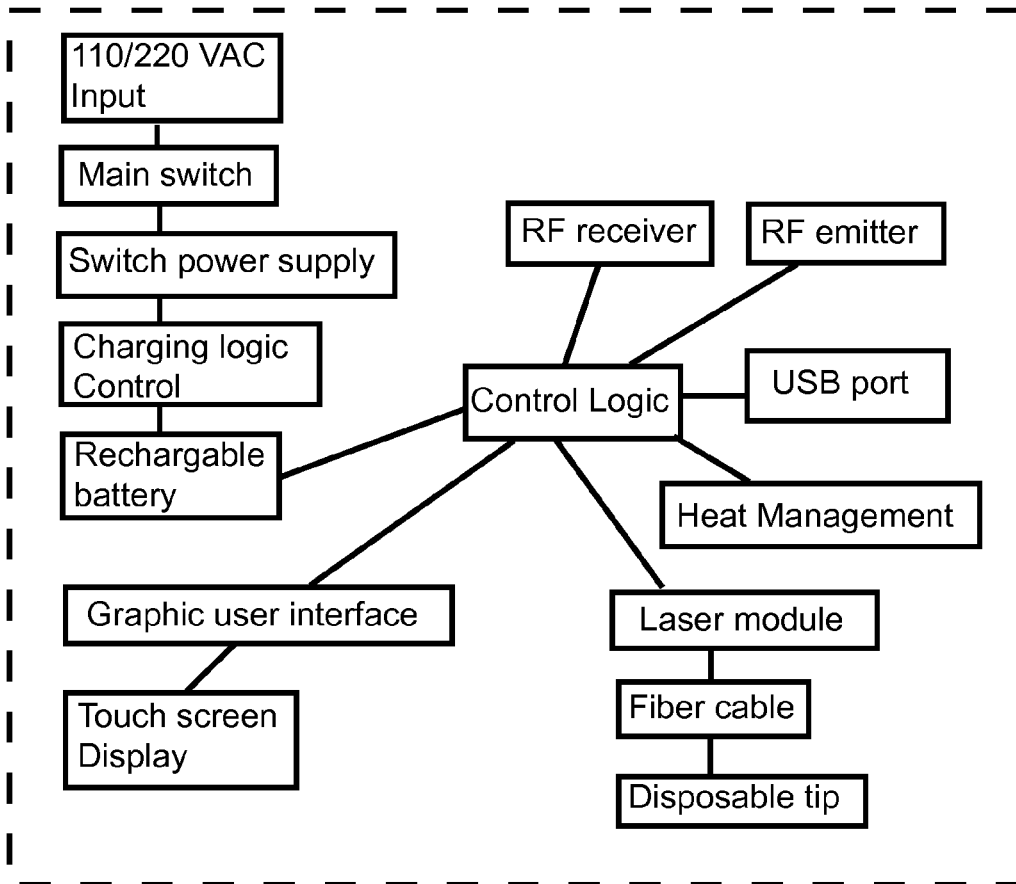 110/220 VAC
Input
Main switch
Switch power supply
Charging logic
Control
Rechargable
battery
RF receiver
RF emitter
Control Logic
USB port
Heat Management
Graphic user interface
Touch screen
Display
Laser module
Fiber cable
Disposable tip